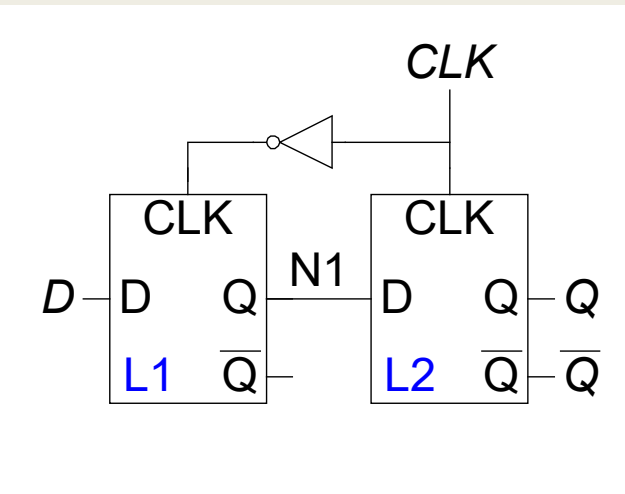 CLK
CLK CLK
N1
D D Q D Q Q
L1 Q̅ L2 Q̅ Q̅